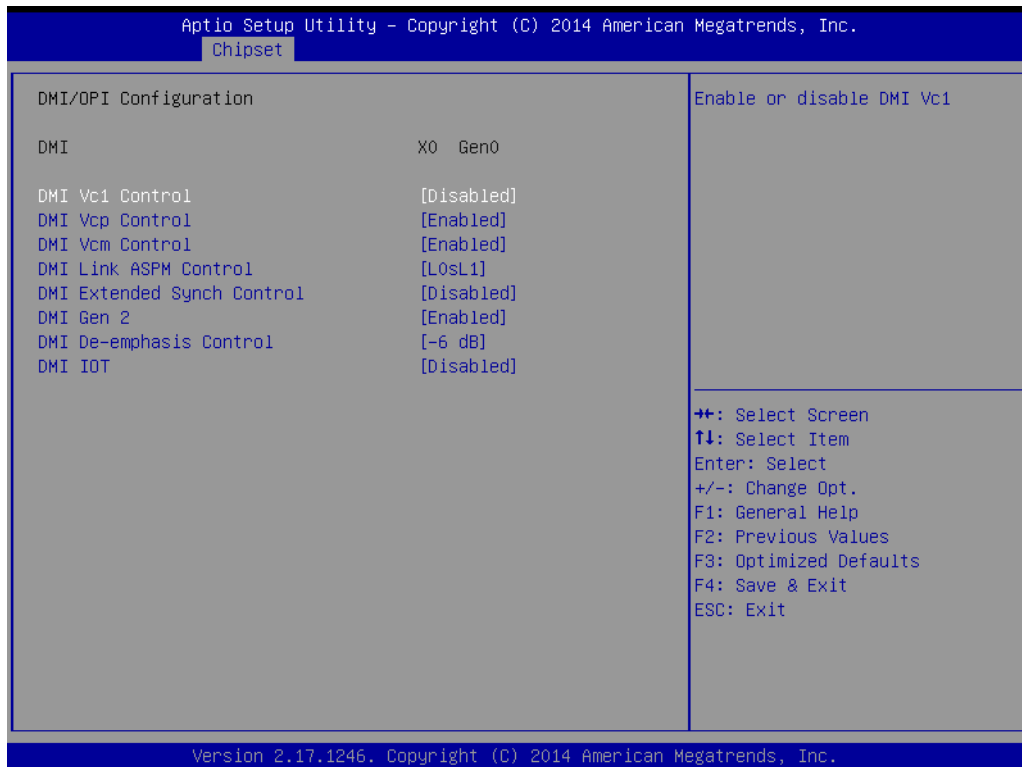 Aptio Setup Utility – Copyright (C) 2014 American Megatrends, Inc.
Chipset
DMI/OPI Configuration
DMI X0 Gen0
DMI Vc1 Control [Disabled]
DMI Vcp Control [Enabled]
DMI Vcm Control [Enabled]
DMI Link ASPM Control [L0sL1]
DMI Extended Synch Control [Disabled]
DMI Gen 2 [Enabled]
DMI De-emphasis Control [-6 dB]
DMI IOT [Disabled]
Enable or disable DMI Vc1
→←: Select Screen
↑↓: Select Item
Enter: Select
+/-: Change Opt.
F1: General Help
F2: Previous Values
F3: Optimized Defaults
F4: Save & Exit
ESC: Exit
Version 2.17.1246. Copyright (C) 2014 American Megatrends, Inc.